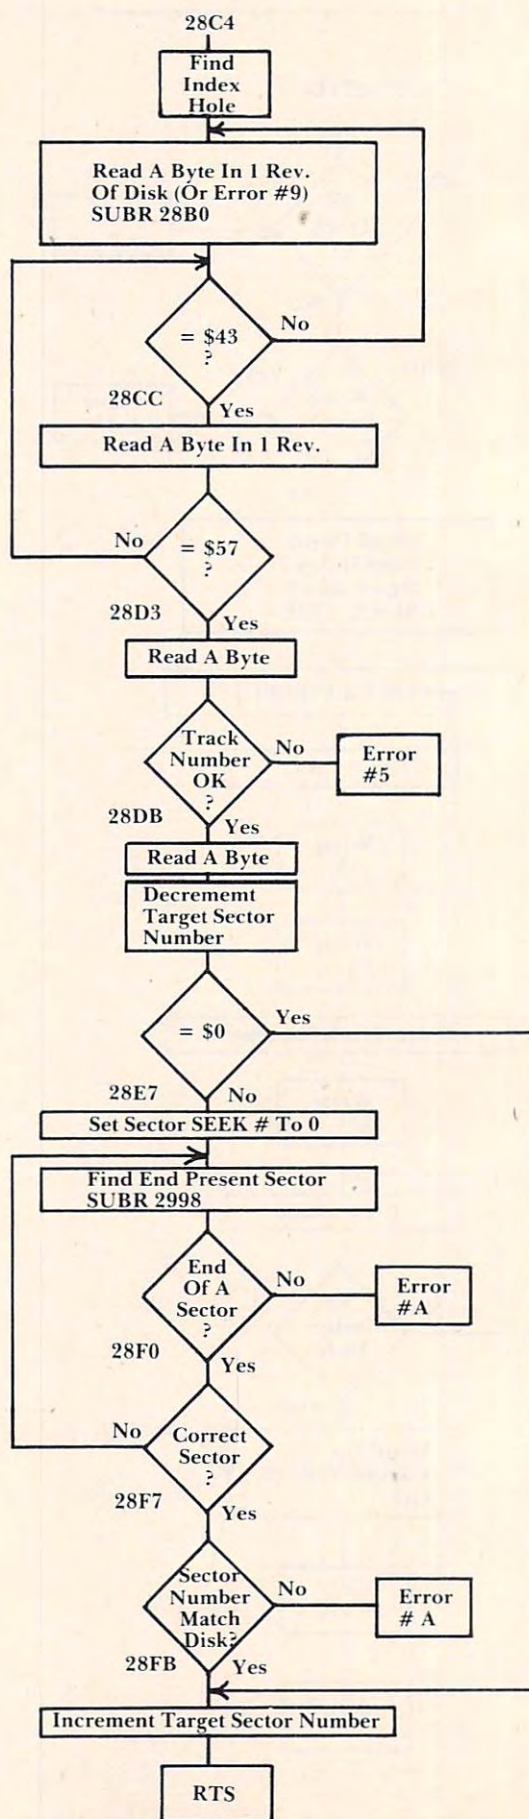 28C4
Find
Index
Hole
Read A Byte In 1 Rev.
Of Disk (Or Error #9)
SUBR 28B0
= $43
?
No
28CC
Yes
Read A Byte In 1 Rev.
No
= $57
?
28D3
Yes
Read A Byte
Track
Number
OK
?
No
Error
#5
28DB
Yes
Read A Byte
Decrememt
Target Sector
Number
= $0
Yes
28E7
No
Set Sector SEEK # To 0
Find End Present Sector
SUBR 2998
End
Of A
Sector
?
No
Error
#A
28F0
Yes
No
Correct
Sector
?
28F7
Yes
Sector
Number
Match
Disk?
No
Error
# A
28FB
Yes
Increment Target Sector Number
RTS